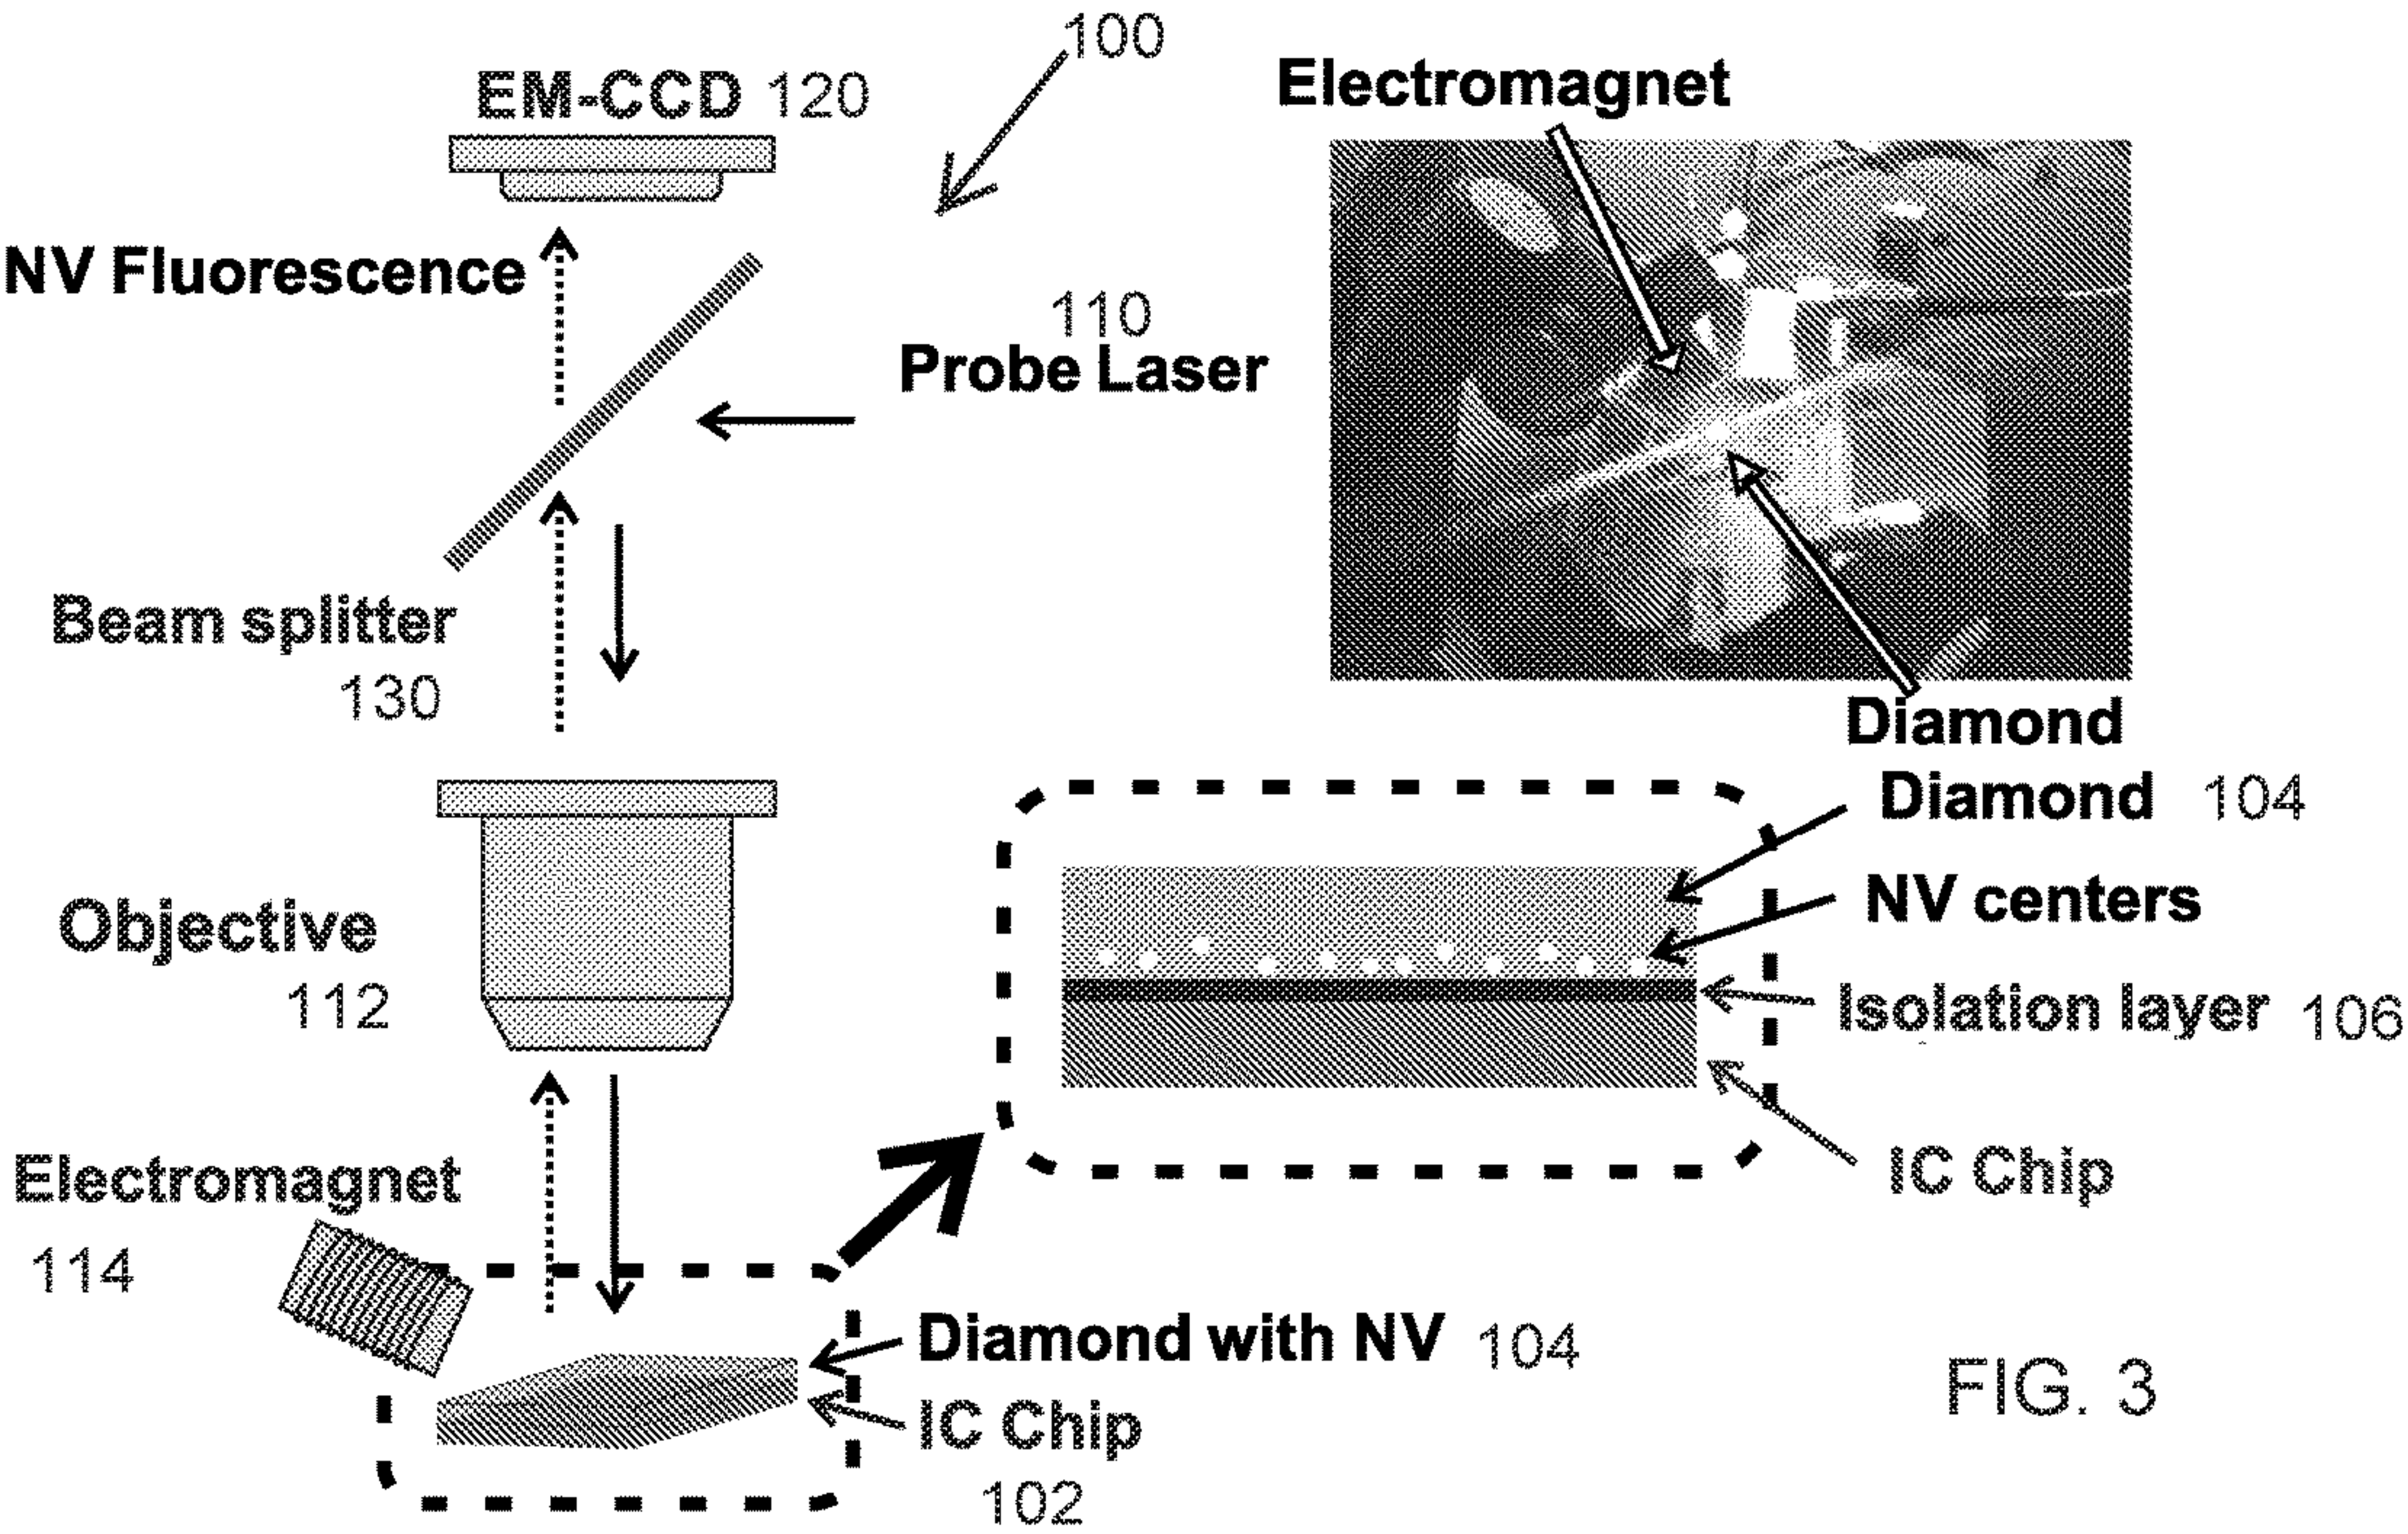 100
EM-CCD 120
Electromagnet
NV Fluorescence
110
Probe Laser
Beam splitter
130
Diamond
Diamond 104
NV centers
Objective
112
Isolation layer 106
IC Chip
Electromagnet
114
Diamond with NV 104
IC Chip
102
FIG. 3